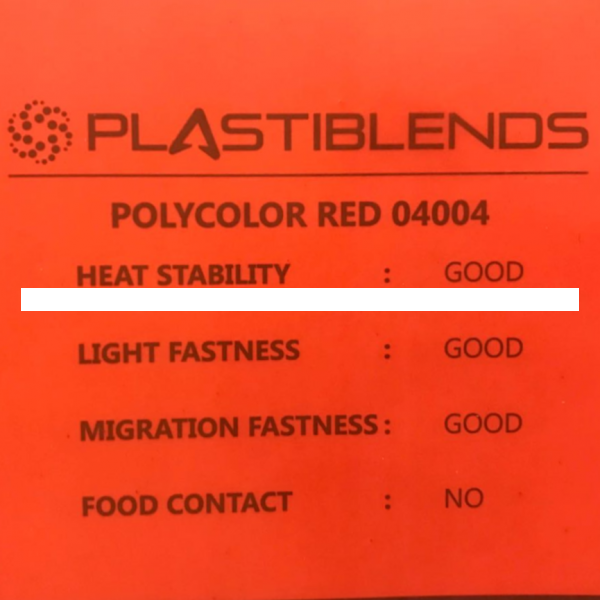 PLASTIBLENDS
POLYCOLOR RED 04004
HEAT STABILITY : GOOD
LIGHT FASTNESS : GOOD
MIGRATION FASTNESS : GOOD
FOOD CONTACT : NO